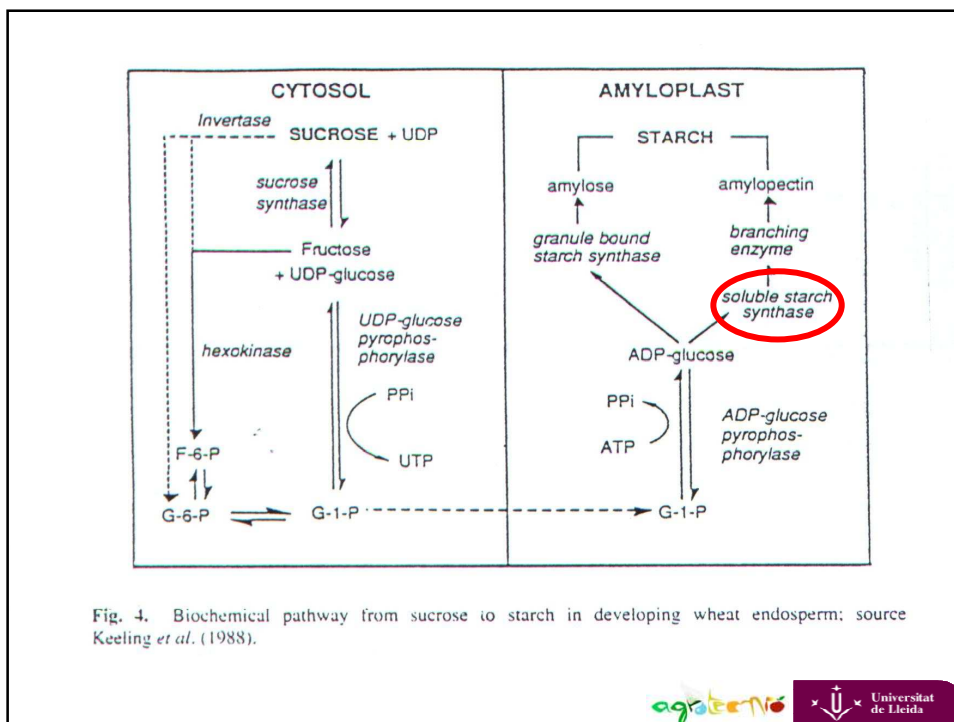 CYTOSOL
Invertase
SUCROSE + UDP
sucrose
synthase
Fructose
+ UDP-glucose
hexokinase
UDP-glucose
pyrophos-
phorylase
PPi
UTP
F-6-P
G-6-P
G-1-P
AMYLOPLAST
STARCH
amylose
amylopectin
granule bound
starch synthase
branching
enzyme
soluble starch
synthase
ADP-glucose
PPi
ATP
ADP-glucose
pyrophos-
phorylase
G-1-P
Fig. 4. Biochemical pathway from sucrose to starch in developing wheat endosperm; source
Keeling et al. (1988).
agrotecnio
Universitat
de Lleida